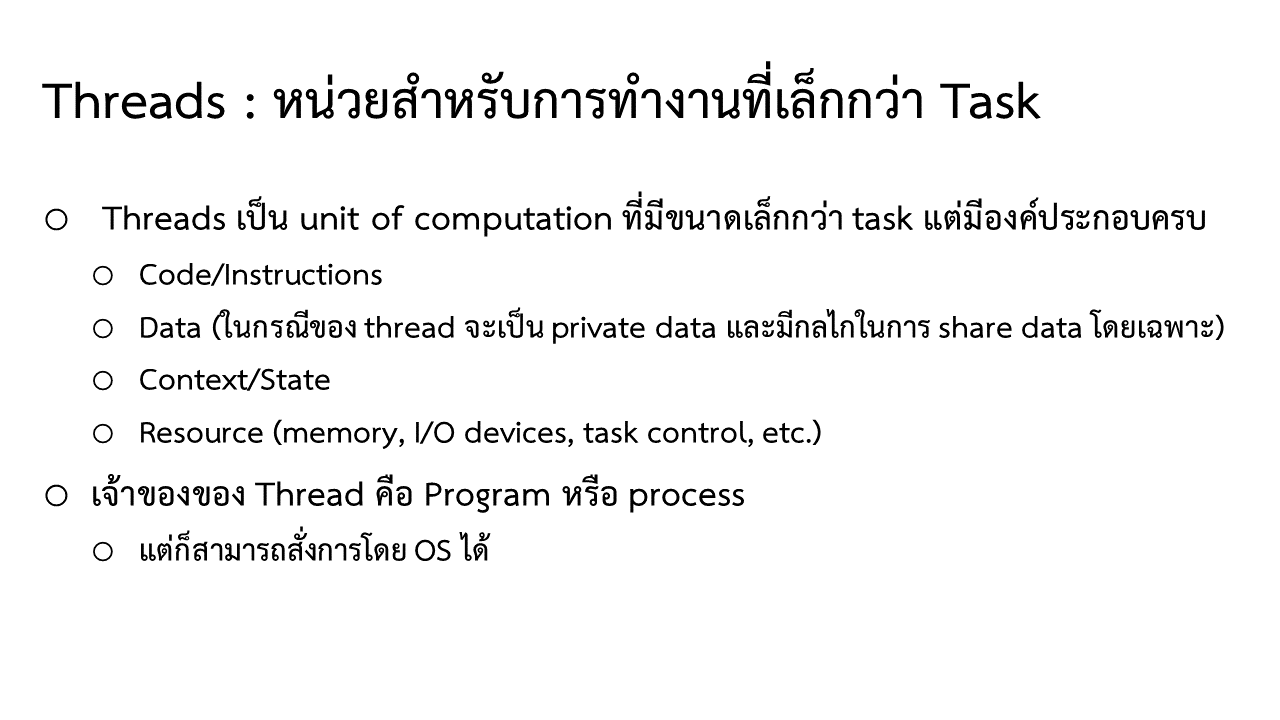 Threads : หน่วยสำหรับการทำงานที่เล็กกว่า Task
○ Threads เป็น unit of computation ที่มีขนาดเล็กกว่า task แต่มีองค์ประกอบครบ
○ Code/Instructions
○ Data (ในกรณีของ thread จะเป็น private data และมีกลไกในการ share data โดยเฉพาะ)
○ Context/State
○ Resource (memory, I/O devices, task control, etc.)
○ เจ้าของของ Thread คือ Program หรือ process
○ แต่ก็สามารถสั่งการโดย OS ได้